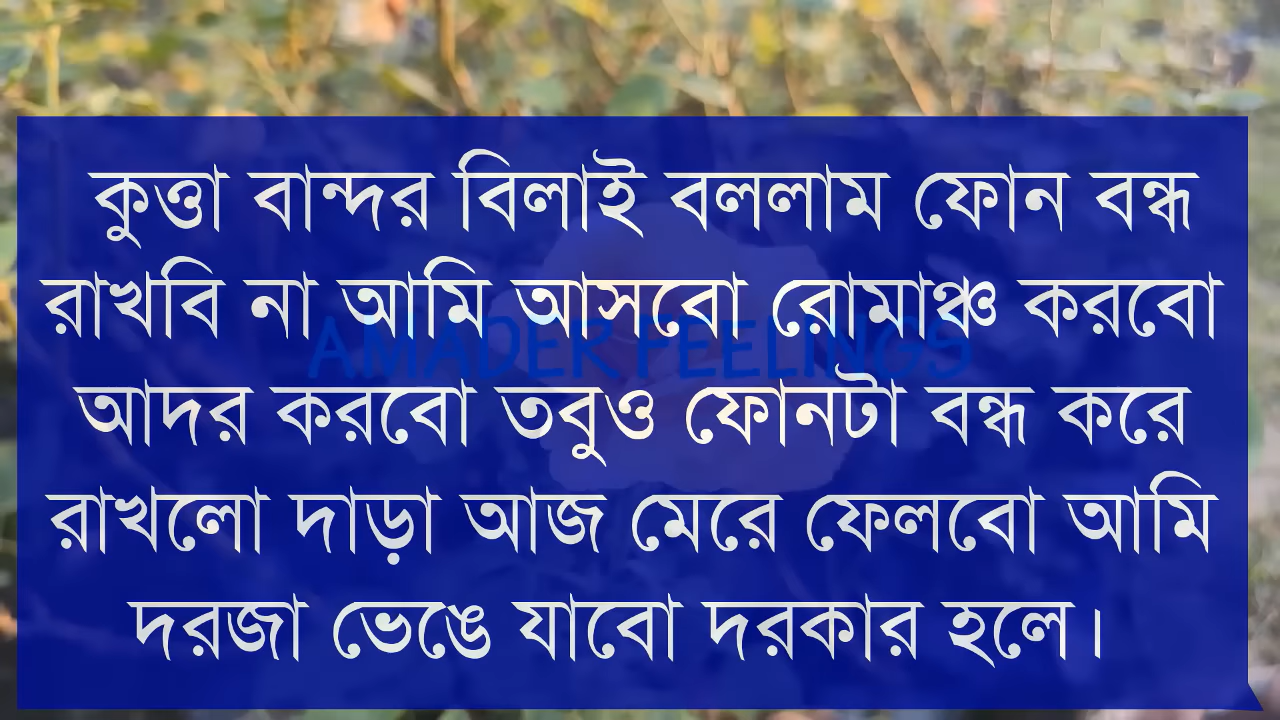 কুত্তা বান্দর বিলাই বললাম ফোন বন্ধ
রাখবি না আমি আসবো রোমাঞ্চ করবো
AMADER FEELINGS
আদর করবো তবুও ফোনটা বন্ধ করে
রাখলো দাড়া আজ মেরে ফেলবো আমি
দরজা ভেঙে যাবো দরকার হলে।